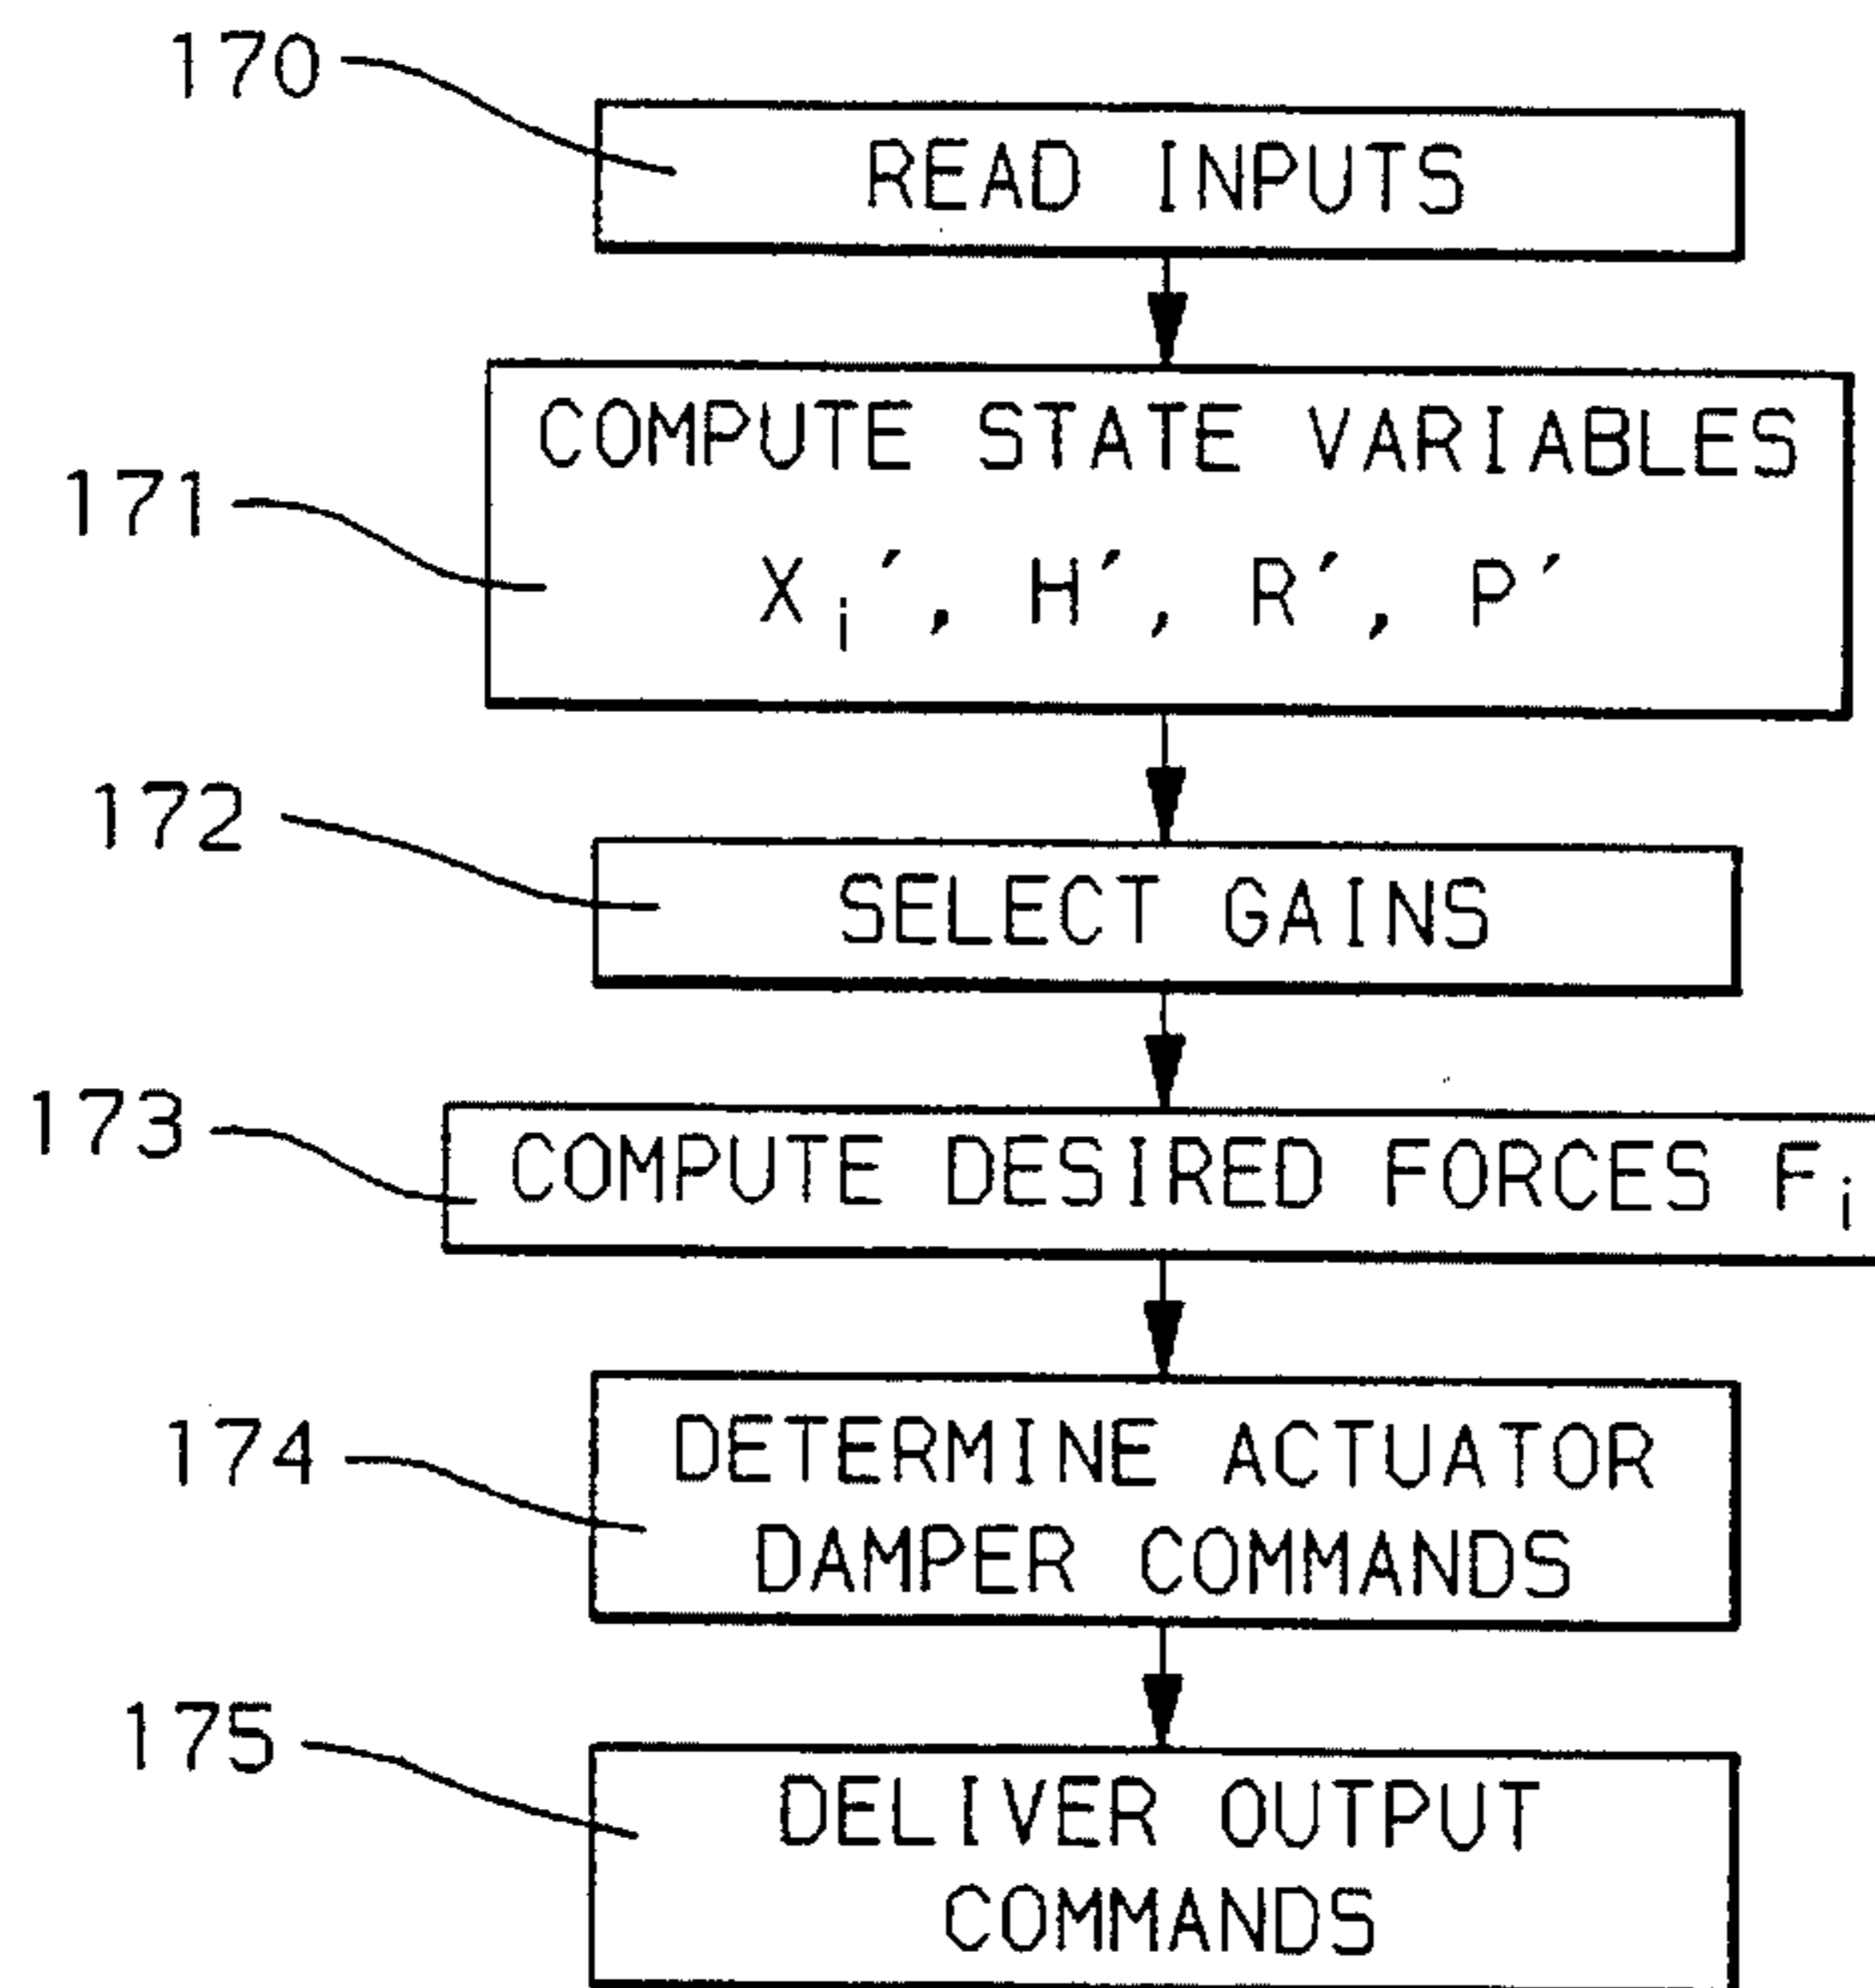 170
READ INPUTS
COMPUTE STATE VARIABLES
171
Xi′, H′, R′, P′
172
SELECT GAINS
173
COMPUTE DESIRED FORCES Fi
174
DETERMINE ACTUATOR
DAMPER COMMANDS
175
DELIVER OUTPUT
COMMANDS